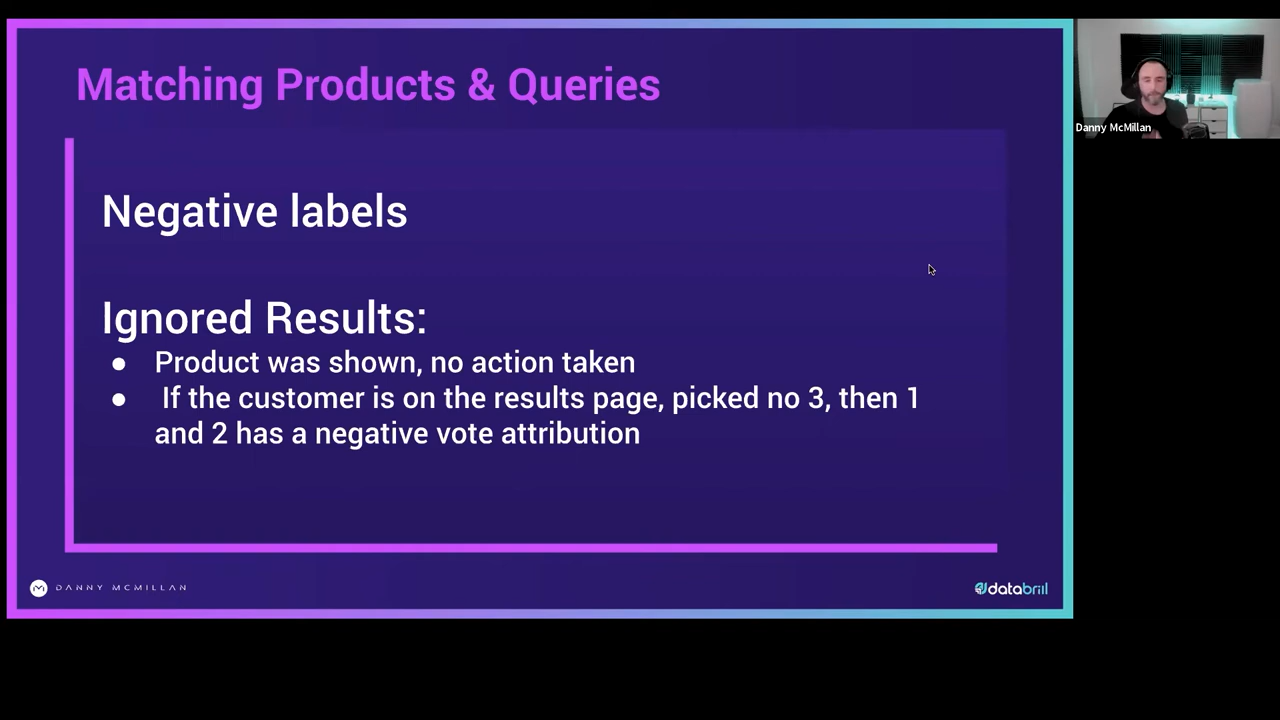 Matching Products & Queries
Negative labels
Ignored Results:
● Product was shown, no action taken
● If the customer is on the results page, picked no 3, then 1
and 2 has a negative vote attribution
DANNY MCMILLAN
databrill
Danny McMillan